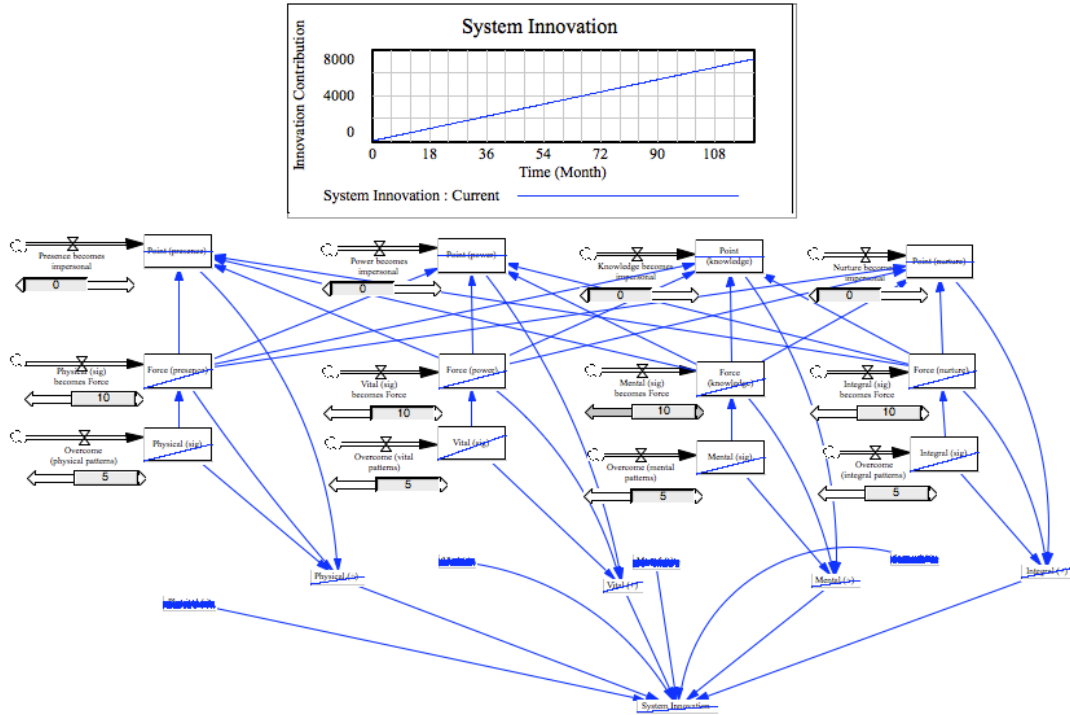 System Innovation
Innovation Contribution
8000
4000
0
0 18 36 54 72 90 108
Time (Month)
System Innovation : Current
Presence becomes
impersonal
0
Point (presence)
Power becomes
impersonal
0
Point (power)
Knowledge becomes
impersonal
0
Point
(knowledge)
Nurture becomes
impersonal
0
Point (nurture)
Physical (sig)
becomes Force
10
Force (presence)
Vital (sig)
becomes Force
10
Force (power)
Mental (sig)
becomes Force
10
Force
(knowledge)
Integral (sig)
becomes Force
10
Force (nurture)
Overcome
(physical patterns)
5
Physical (sig)
Overcome (vital
patterns)
5
Vital (sig)
Overcome (mental
patterns)
5
Mental (sig)
Overcome
(integral patterns)
5
Integral (sig)
Physical
Vital
Mental
Integral
System Innovation